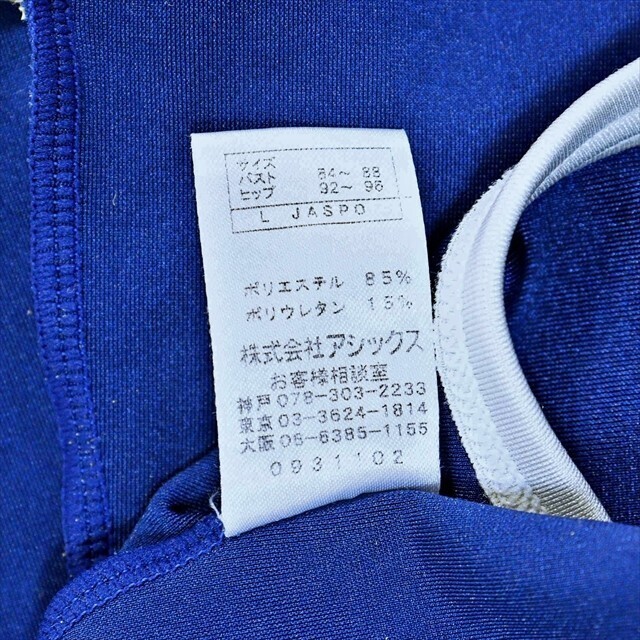 サイズ
バスト 84～ 88
ヒップ 92～ 96
L JASPO
ポリエステル 85%
ポリウレタン 15%
株式会社アシックス
お客様相談室
神戸 078-303-2233
東京 03-3624-1814
大阪 06-6385-1155
0931102